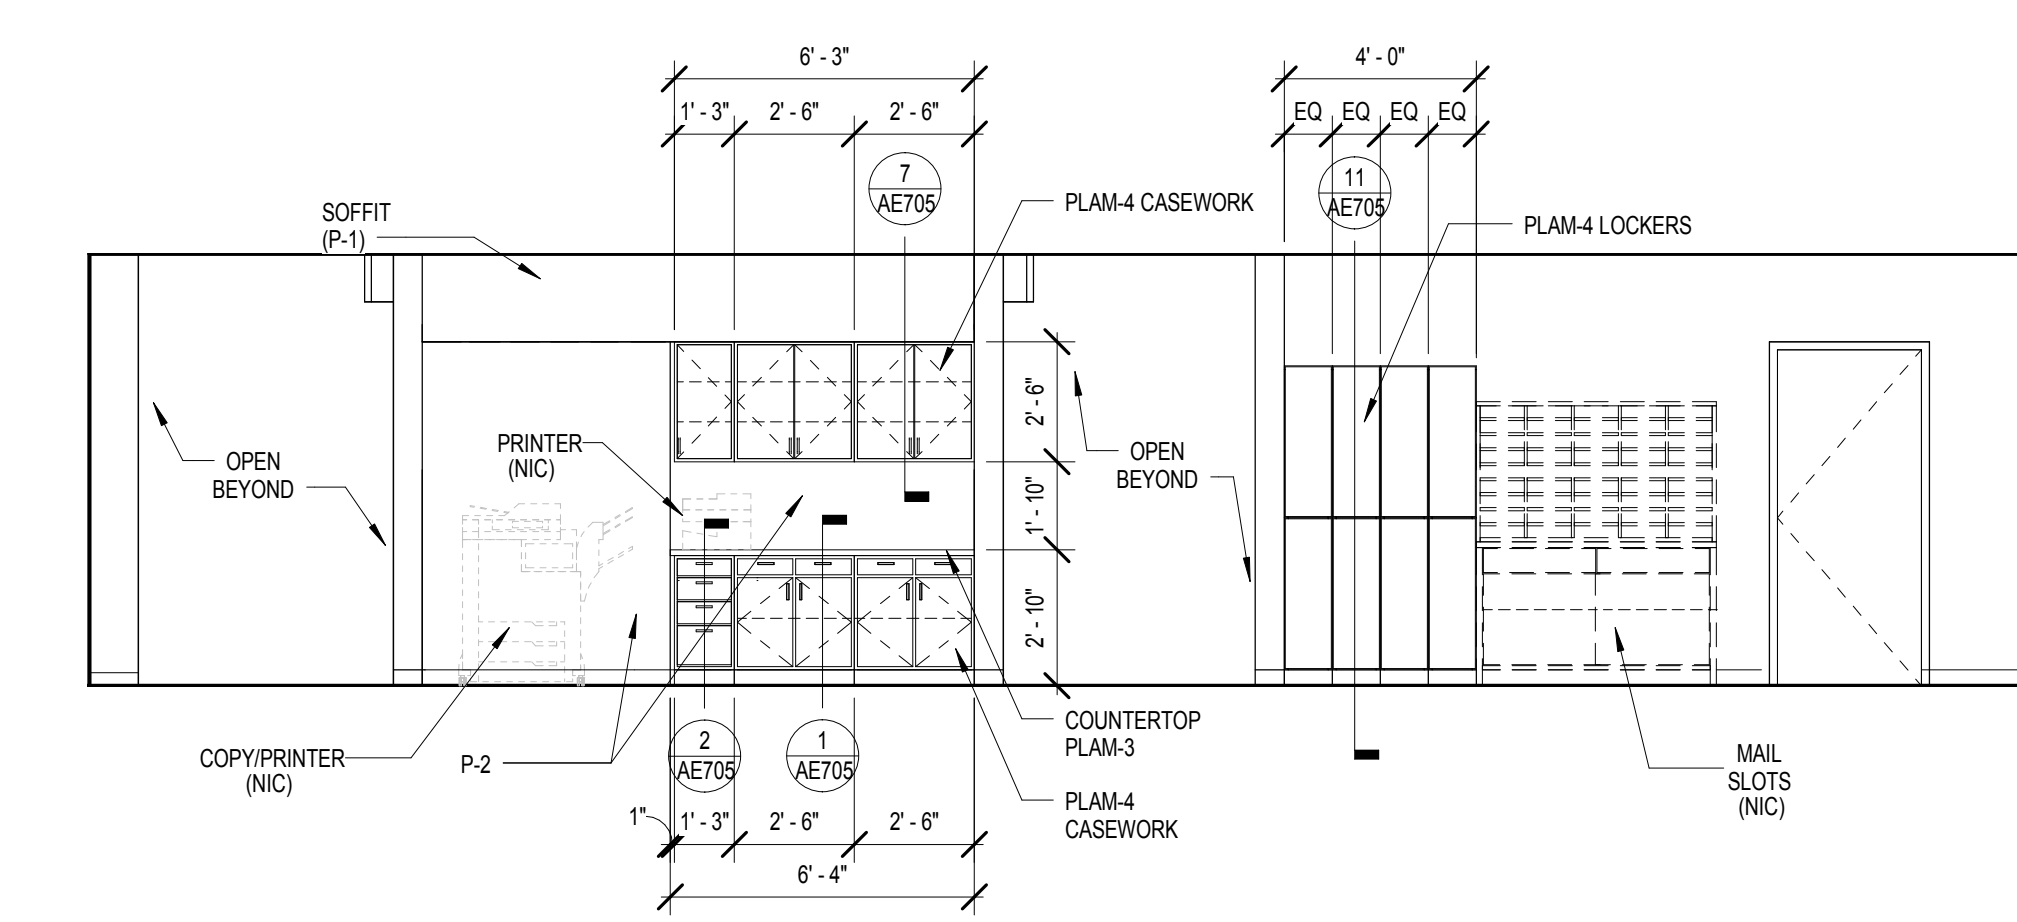 6' - 3"
4' - 0"
1' - 3"
2' - 6"
2' - 6"
EQ
EQ
EQ
EQ
7
AE705
11
AE705
SOFFIT
(P-1)
PLAM-4 CASEWORK
PLAM-4 LOCKERS
2' - 6"
PRINTER
(NIC)
OPEN
BEYOND
OPEN
BEYOND
1' - 10"
2' - 10"
COUNTERTOP
PLAM-3
COPY/PRINTER
(NIC)
P-2
2
AE705
1
AE705
MAIL
SLOTS
(NIC)
PLAM-4
CASEWORK
1"
1' - 3"
2' - 6"
2' - 6"
6' - 4"